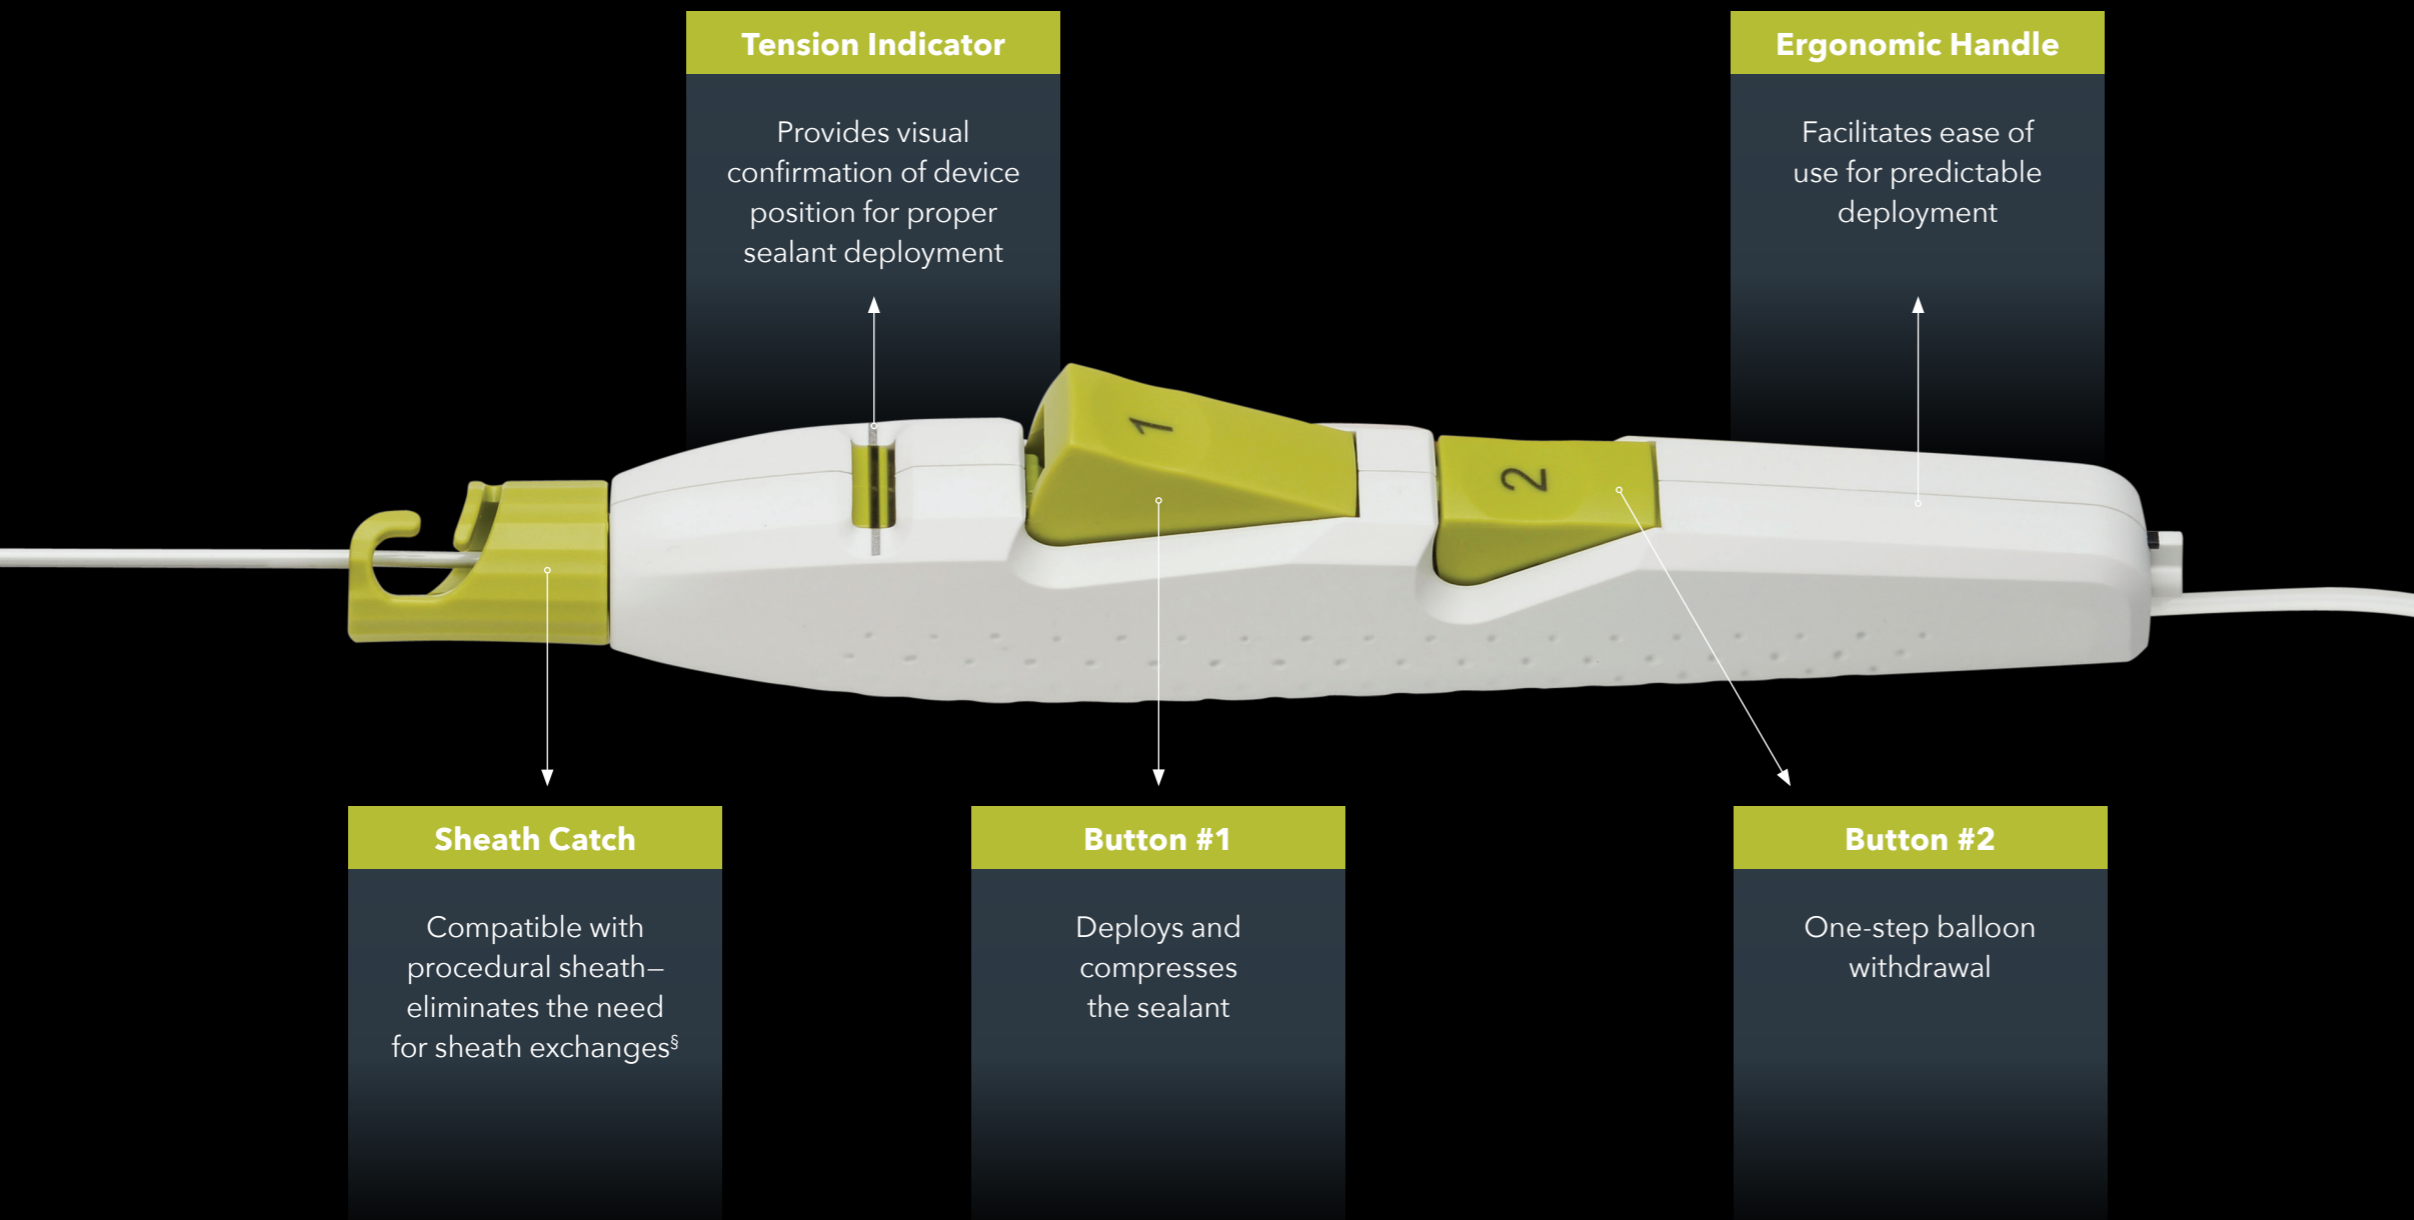 Tension Indicator
Provides visual
confirmation of device
position for proper
sealant deployment
Ergonomic Handle
Facilitates ease of
use for predictable
deployment
1
2
Sheath Catch
Compatible with
procedural sheath—
eliminates the need
for sheath exchanges§
Button #1
Deploys and
compresses
the sealant
Button #2
One-step balloon
withdrawal